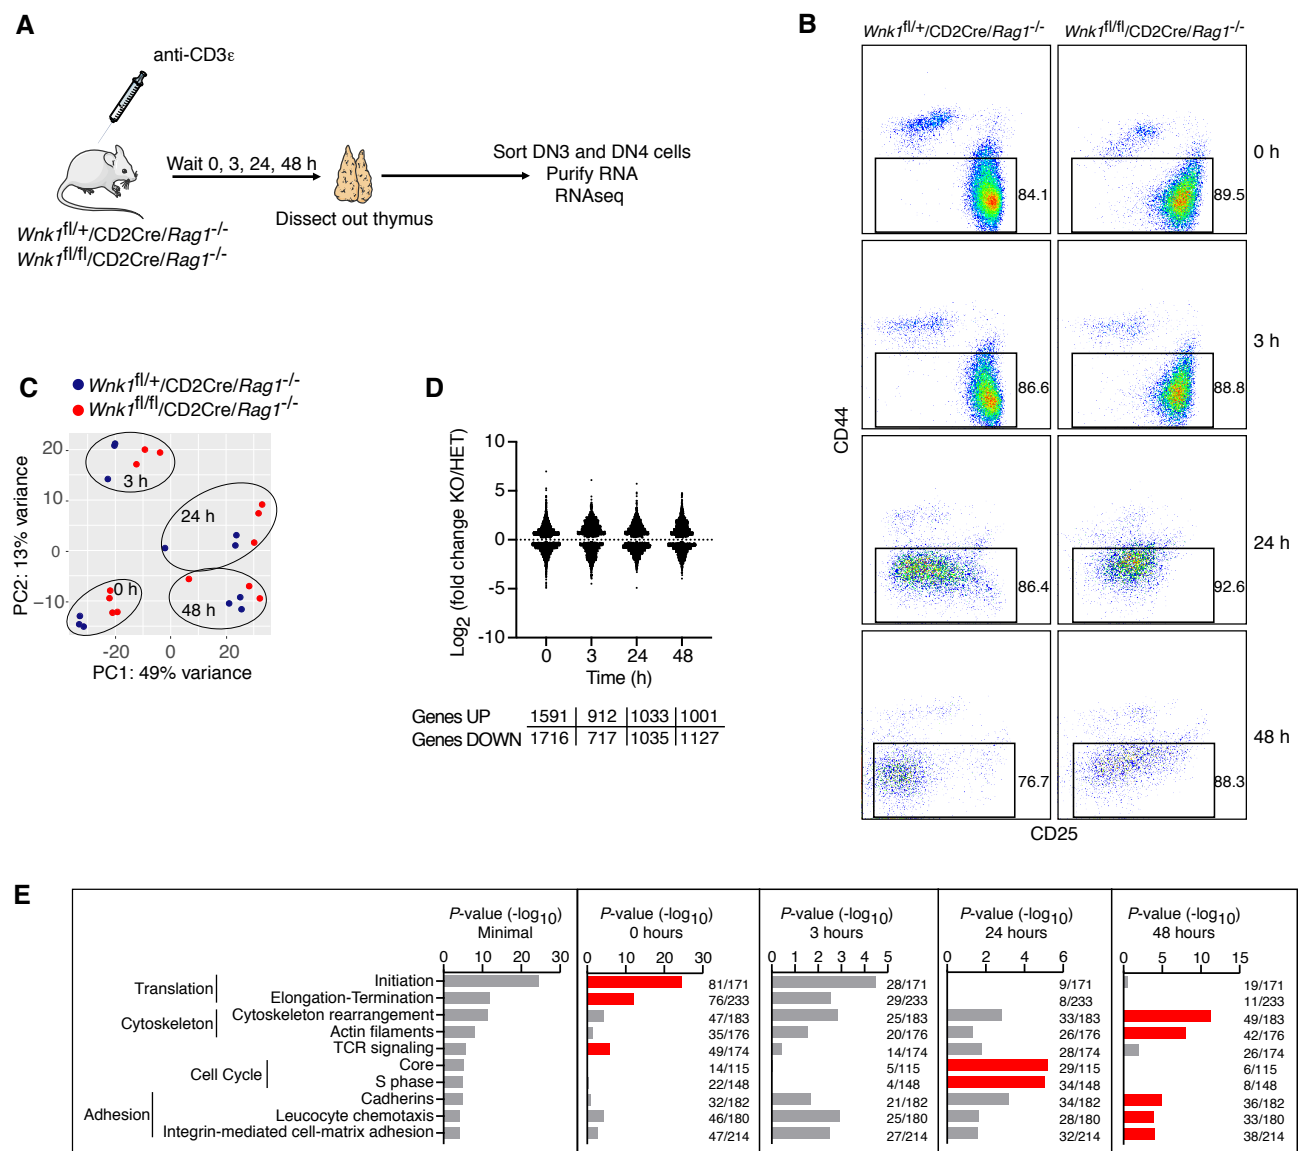 A
anti-CD3ε
Wait 0, 3, 24, 48 h
Dissect out thymus
Sort DN3 and DN4 cells
Purify RNA
RNAseq
Wnk1fl/+/CD2Cre/Rag1-/-
Wnk1fl/fl/CD2Cre/Rag1-/-
B
Wnk1fl/+/CD2Cre/Rag1-/- Wnk1fl/fl/CD2Cre/Rag1-/-
84.1 89.5 0 h
86.6 88.8 3 h
86.4 92.6 24 h
76.7 88.3 48 h
CD44
CD25
C
Wnk1fl/+/CD2Cre/Rag1-/-
Wnk1fl/fl/CD2Cre/Rag1-/-
PC2: 13% variance
20
10
0
−10
3 h
24 h
0 h
48 h
-20 0 20
PC1: 49% variance
D
Log2 (fold change KO/HET)
10
5
0
-5
-10
0 3 24 48
Time (h)
Genes UP 1591 912 1033 1001
Genes DOWN 1716 717 1035 1127
E
P-value (-log10) P-value (-log10) P-value (-log10) P-value (-log10) P-value (-log10)
Minimal 0 hours 3 hours 24 hours 48 hours
0 10 20 30 0 10 20 30 0 1 2 3 4 5 0 2 4 6 0 5 10 15
Translation
Initiation 81/171 28/171 9/171 19/171
Elongation-Termination 76/233 29/233 8/233 11/233
Cytoskeleton
Cytoskeleton rearrangement 47/183 25/183 33/183 49/183
Actin filaments 35/176 20/176 26/176 42/176
TCR signaling 49/174 14/174 28/174 26/174
Cell Cycle
Core 14/115 5/115 29/115 6/115
S phase 22/148 4/148 34/148 8/148
Adhesion
Cadherins 32/182 21/182 34/182 36/182
Leucocyte chemotaxis 46/180 25/180 28/180 33/180
Integrin-mediated cell-matrix adhesion 47/214 27/214 32/214 38/214